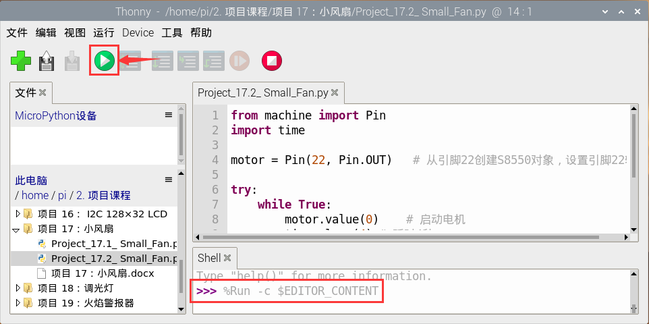 Thonny - /home/pi/2. 项目课程/项目 17：小风扇/Project_17.2_ Small_Fan.py @ 14 : 1
文件 编辑 视图 运行 Device 工具 帮助
文件
MicroPython设备
此电脑
/ home / pi / 2. 项目课程
项目 16： I2C 128×32 LCD
项目 17：小风扇
Project_17.1_ Small_Fan.p
Project_17.2_ Small_Fan.p
项目 17：小风扇.docx
项目 18：调光灯
项目 19：火焰警报器
Project_17.2_ Small_Fan.py
1 from machine import Pin
2 import time
3
4 motor = Pin(22, Pin.OUT) # 从引脚22创建S8550对象，设置引脚22
5
6 try:
7 while True:
8 motor.value(0) # 启动电机
Shell
Type "help()" for more information.
>>> %Run -c $EDITOR_CONTENT